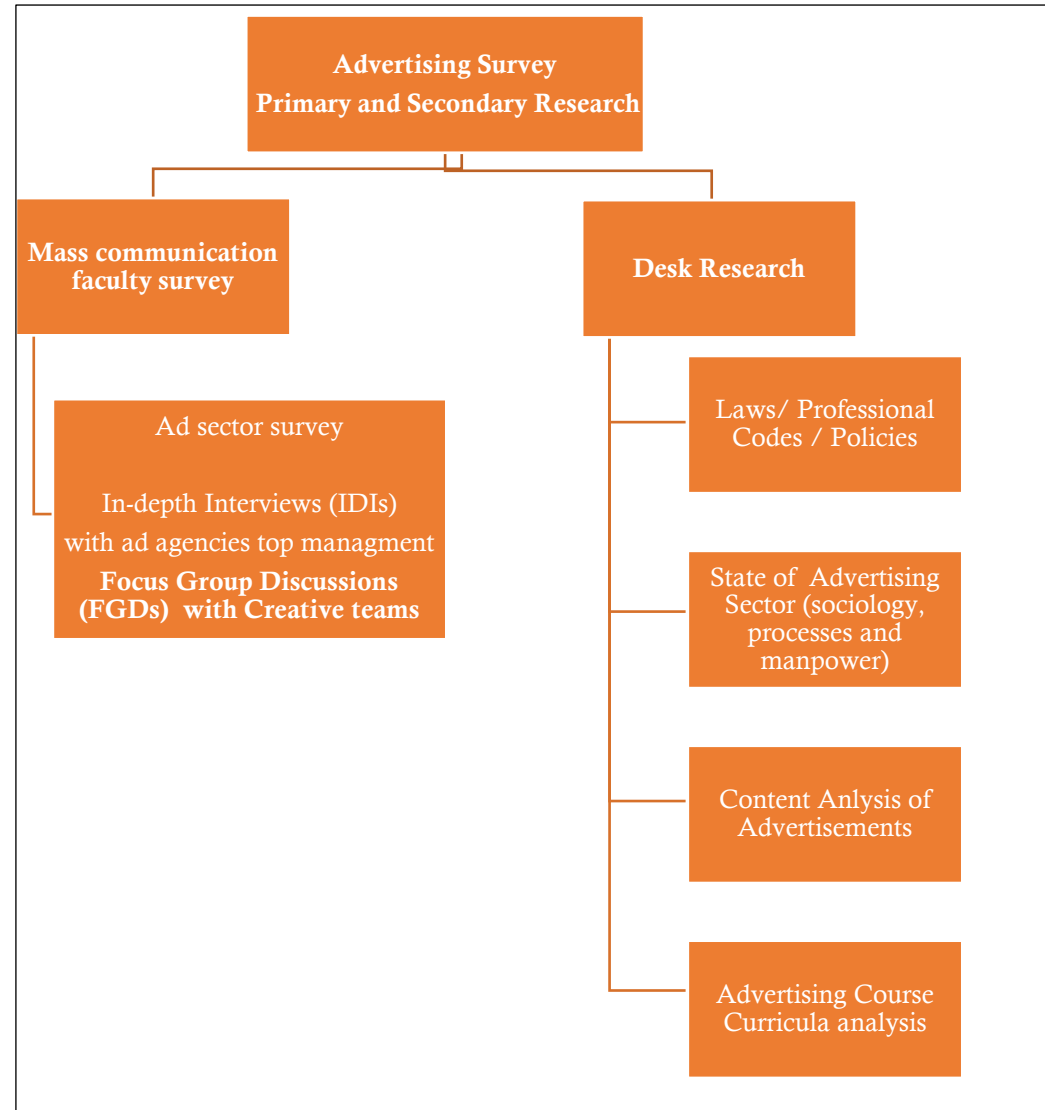 Advertising Survey
Primary and Secondary Research
Mass communication
faculty survey
Ad sector survey
In-depth Interviews (IDIs)
with ad agencies top managment
Focus Group Discussions
(FGDs) with Creative teams
Desk Research
Laws/ Professional
Codes / Policies
State of Advertising
Sector (sociology,
processes and
manpower)
Content Anlysis of
Advertisements
Advertising Course
Curricula analysis